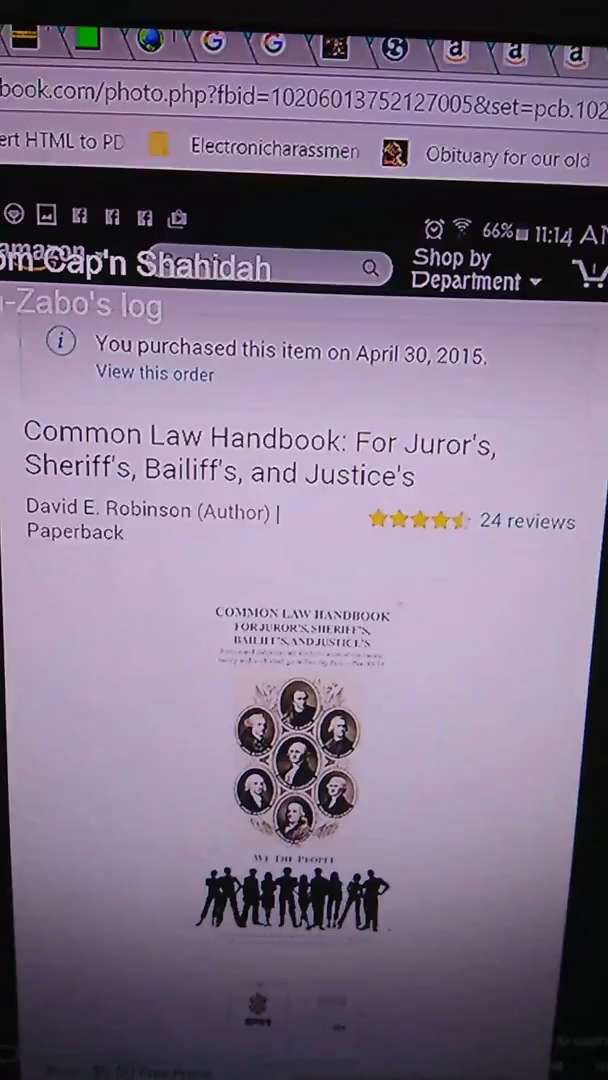 book.com/photo.php?fbid=10206013752127005&set=pcb.102
ert HTML to PD
Electronicharassmen
Obituary for our old
66% 11:14 AM
amazon
om Cap'n Shahidah
Shop by
Department
-Zabo's log
You purchased this item on April 30, 2015.
View this order
Common Law Handbook: For Juror's,
Sheriff's, Bailiff's, and Justice's
David E. Robinson (Author) |
Paperback
24 reviews
COMMON LAW HANDBOOK
FOR JUROR'S, SHERIFF'S,
BAILIFF'S, AND JUSTICE'S
WE THE PEOPLE